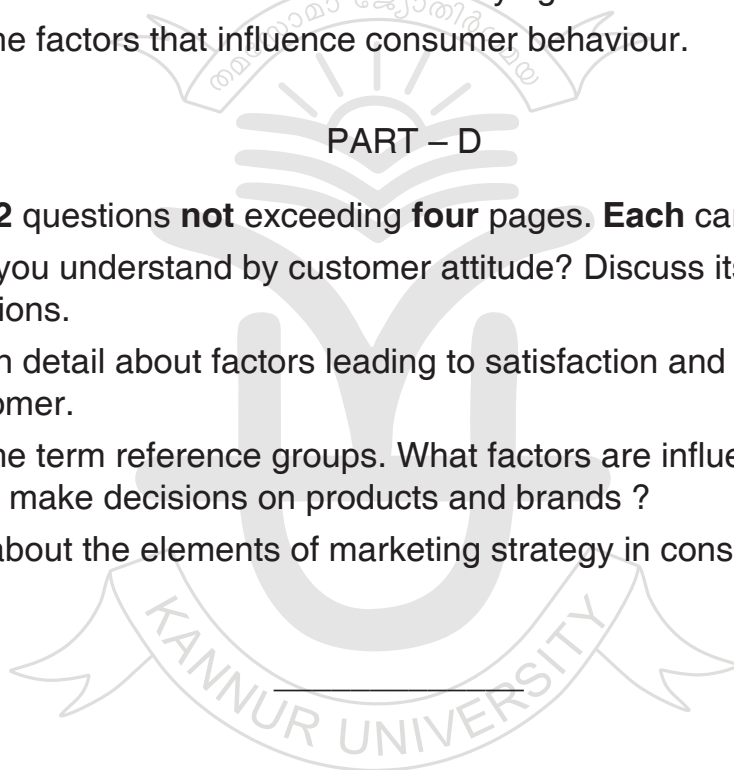 he factors that influence consumer behaviour.
PART – D
2 questions not exceeding four pages. Each
you understand by customer attitude? Discuss its
ions.
n detail about factors leading to satisfaction and
omer.
he term reference groups. What factors are influe
make decisions on products and brands ?
about the elements of marketing strategy in cons
KANNUR UNIVERSITY